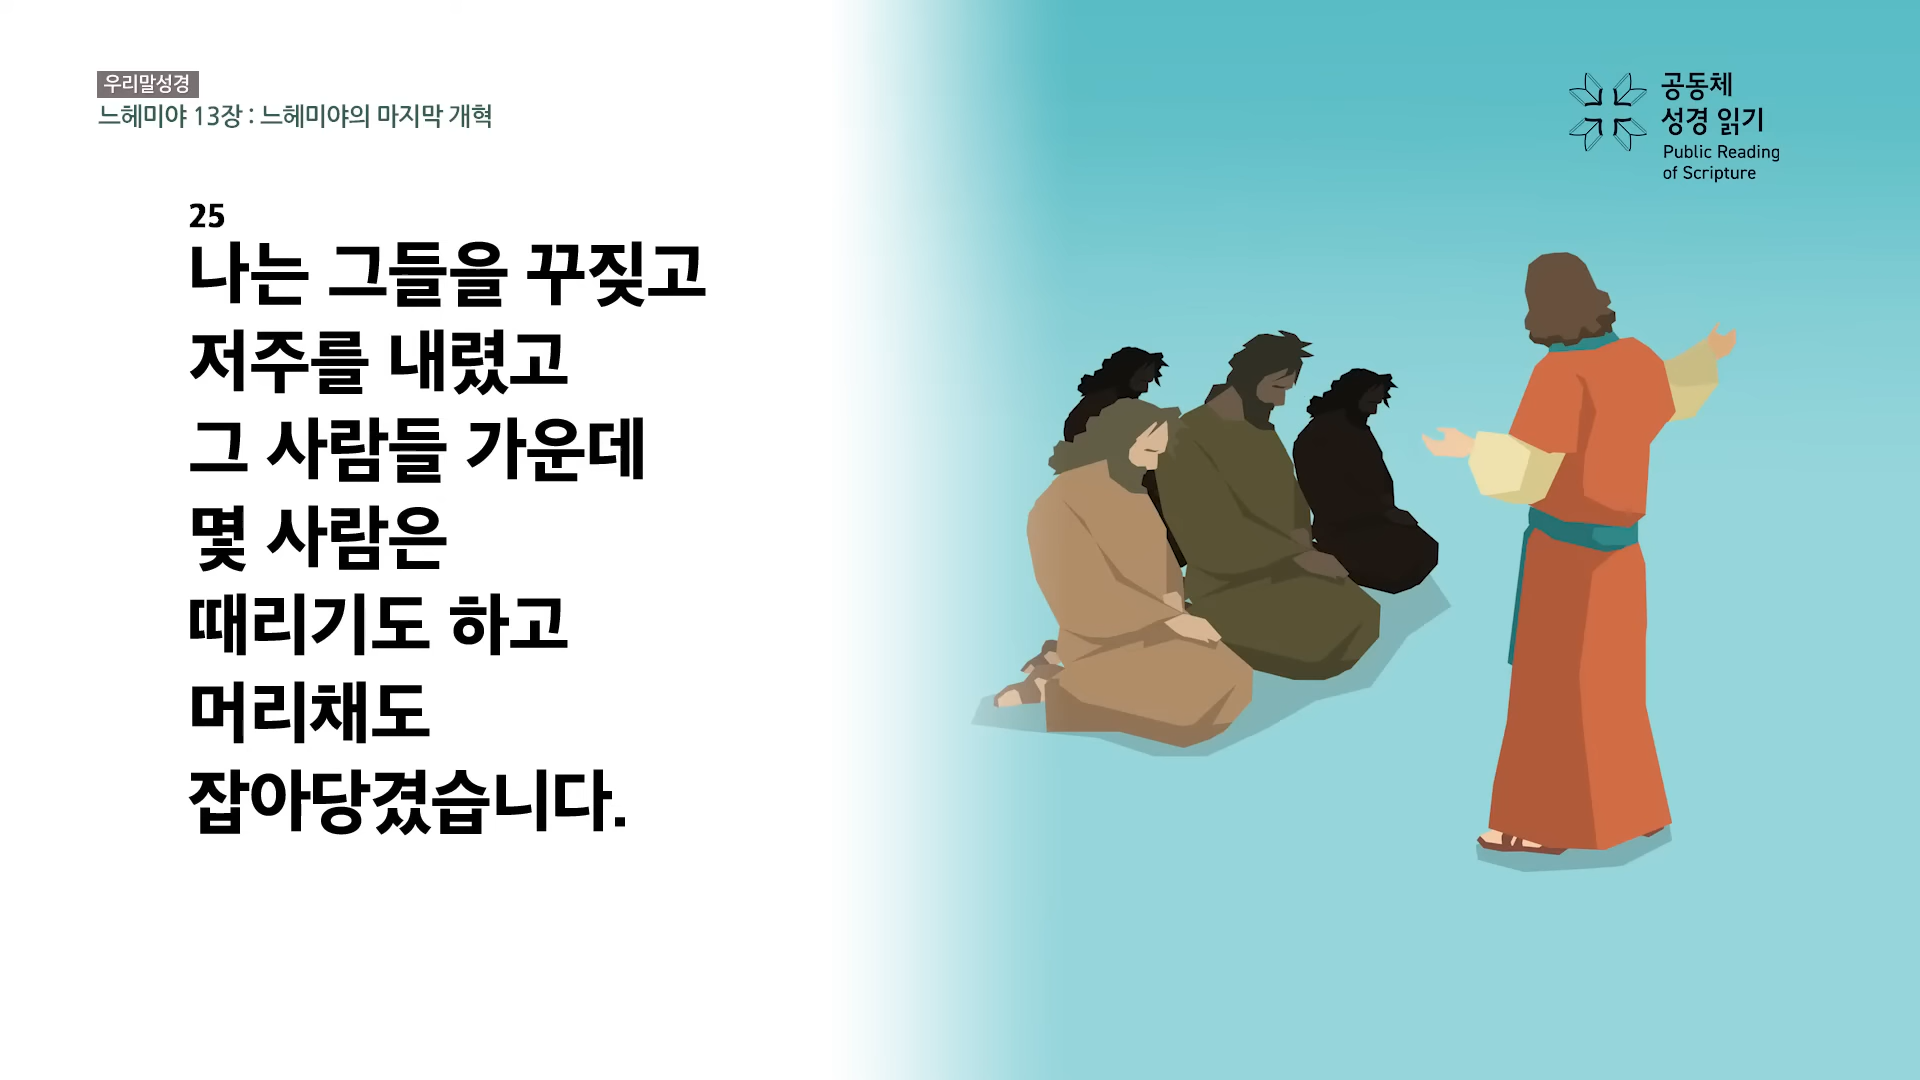 우리말성경
느헤미야 13장 : 느헤미야의 마지막 개혁
공동체
성경 읽기
Public Reading
of Scripture
25
나는 그들을 꾸짖고
저주를 내렸고
그 사람들 가운데
몇 사람은
때리기도 하고
머리채도
잡아당겼습니다.